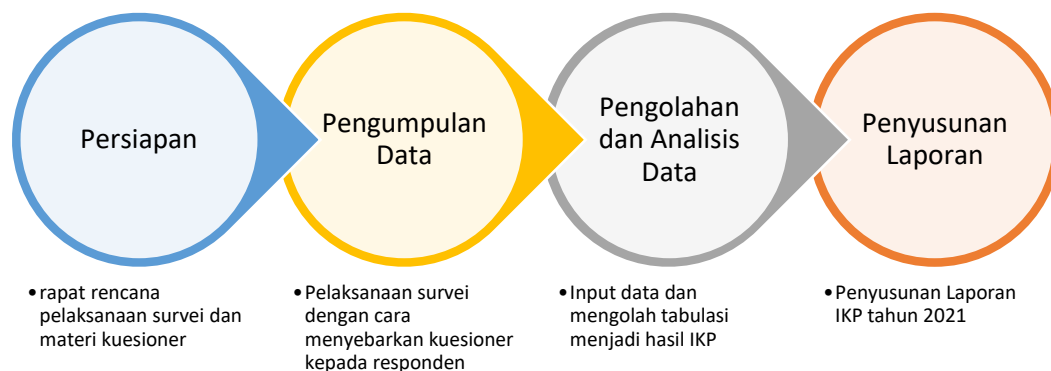 Persiapan
Pengumpulan
Data
Pengolahan
dan Analisis
Data
Penyusunan
Laporan
•rapat rencana
pelaksanaan survei dan
materi kuesioner
•Pelaksanaan survei
dengan cara
menyebarkan kuesioner
kepada responden
•Input data dan
mengolah tabulasi
menjadi hasil IKP
•Penyusunan Laporan
IKP tahun 2021